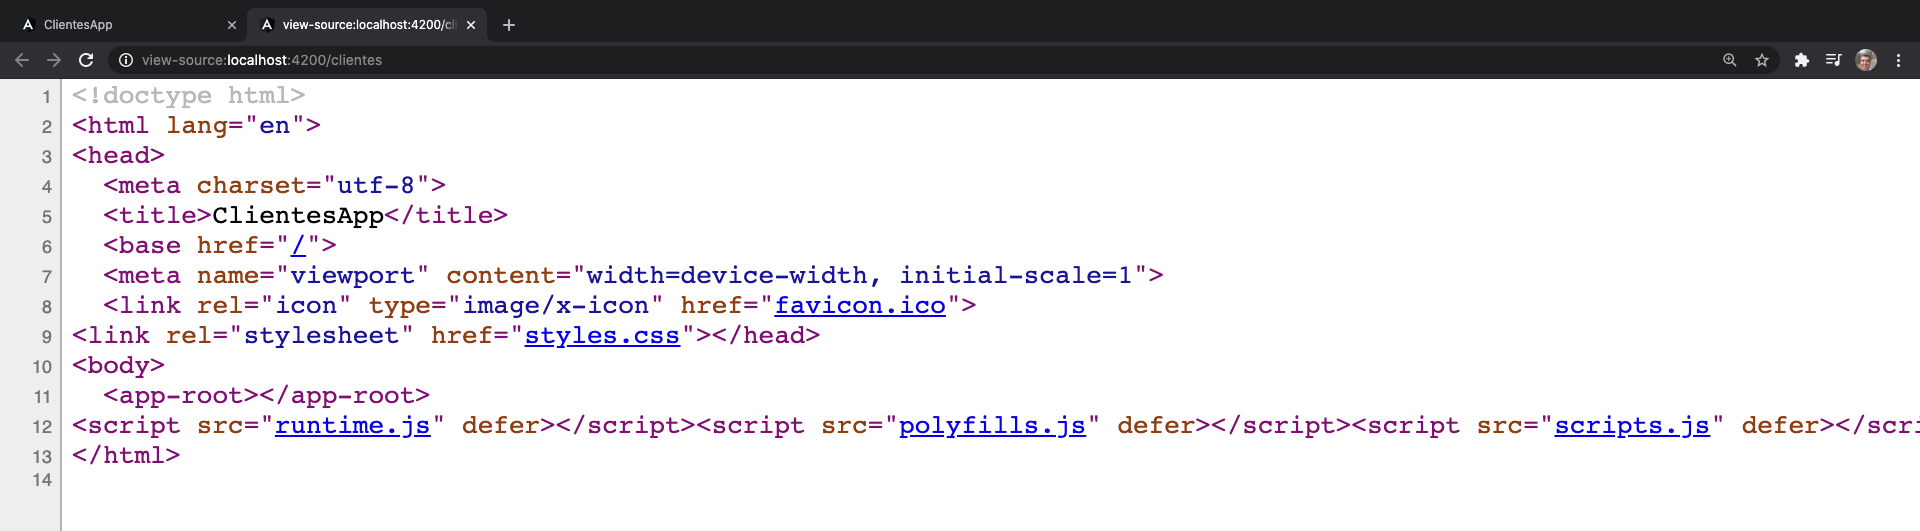 ClientesApp
view-source:localhost:4200/cli
view-source:localhost:4200/clientes
1 <!doctype html>
2 <html lang="en">
3 <head>
4 <meta charset="utf-8">
5 <title>ClientesApp</title>
6 <base href="/">
7 <meta name="viewport" content="width=device-width, initial-scale=1">
8 <link rel="icon" type="image/x-icon" href="favicon.ico">
9 <link rel="stylesheet" href="styles.css"></head>
10 <body>
11 <app-root></app-root>
12 <script src="runtime.js" defer></script><script src="polyfills.js" defer></script><script src="scripts.js" defer></scri
13 </html>
14